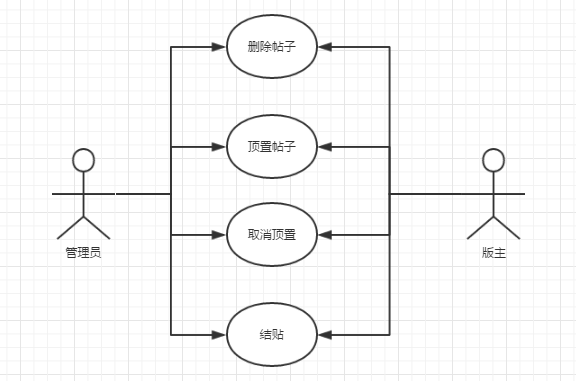 删除帖子
顶置帖子
管理员
版主
取消顶置
结贴